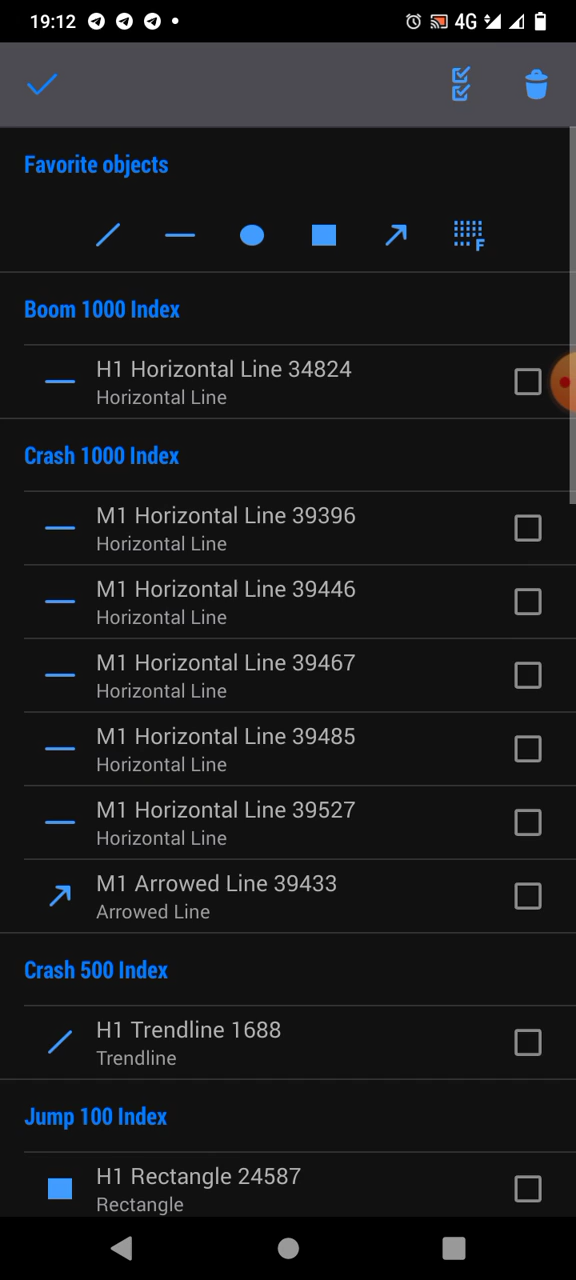 19:12
4G
Favorite objects
F
Boom 1000 Index
H1 Horizontal Line 34824
Horizontal Line
Crash 1000 Index
M1 Horizontal Line 39396
Horizontal Line
M1 Horizontal Line 39446
Horizontal Line
M1 Horizontal Line 39467
Horizontal Line
M1 Horizontal Line 39485
Horizontal Line
M1 Horizontal Line 39527
Horizontal Line
M1 Arrowed Line 39433
Arrowed Line
Crash 500 Index
H1 Trendline 1688
Trendline
Jump 100 Index
H1 Rectangle 24587
Rectangle